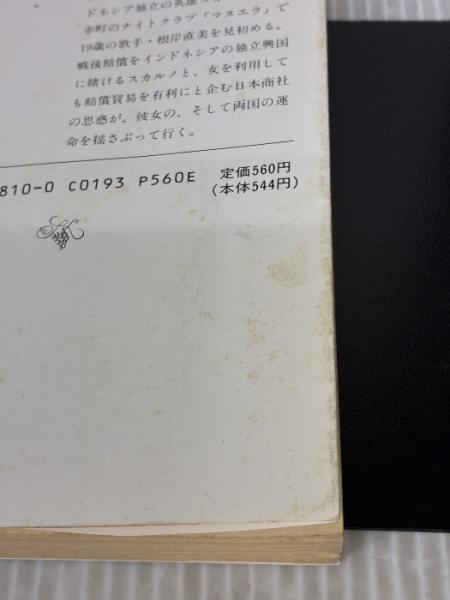 ドネシア独立の英雄スカ
幸町のナイトクラブ『マヌエラ』で
19歳の歌手・根岸直美を見初める。
戦後賠償をインドネシアの独立興国
に賭けるスカルノと、女を利用して
も賠償貿易を有利にと企む日本商社
の思惑が、彼女の、そして両国の運
命を揺さぶって行く。
810-0 C0193 P560E
定価560円
(本体544円)